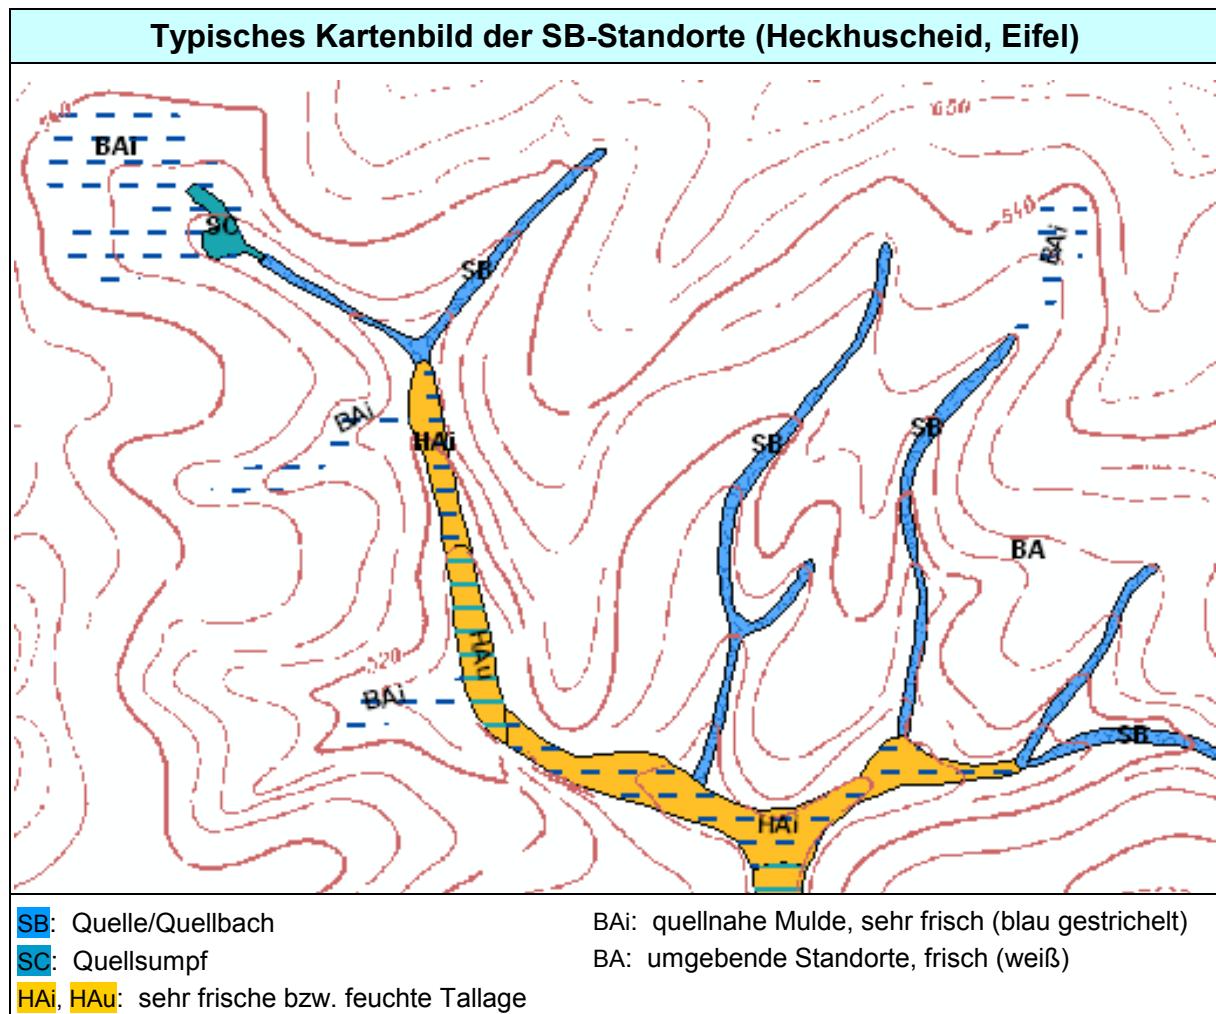 Typisches Kartenbild der SB-Standorte (Heckhuscheid, Eifel)
650
BAi
540
SC
BAi
SB
BAi
SB
SB
HAi
BA
HAu
520
BAi
SB
HAi
SB: Quelle/Quellbach
BAi: quellnahe Mulde, sehr frisch (blau gestrichelt)
SC: Quellsumpf
BA: umgebende Standorte, frisch (weiß)
HAi, HAu: sehr frische bzw. feuchte Tallage